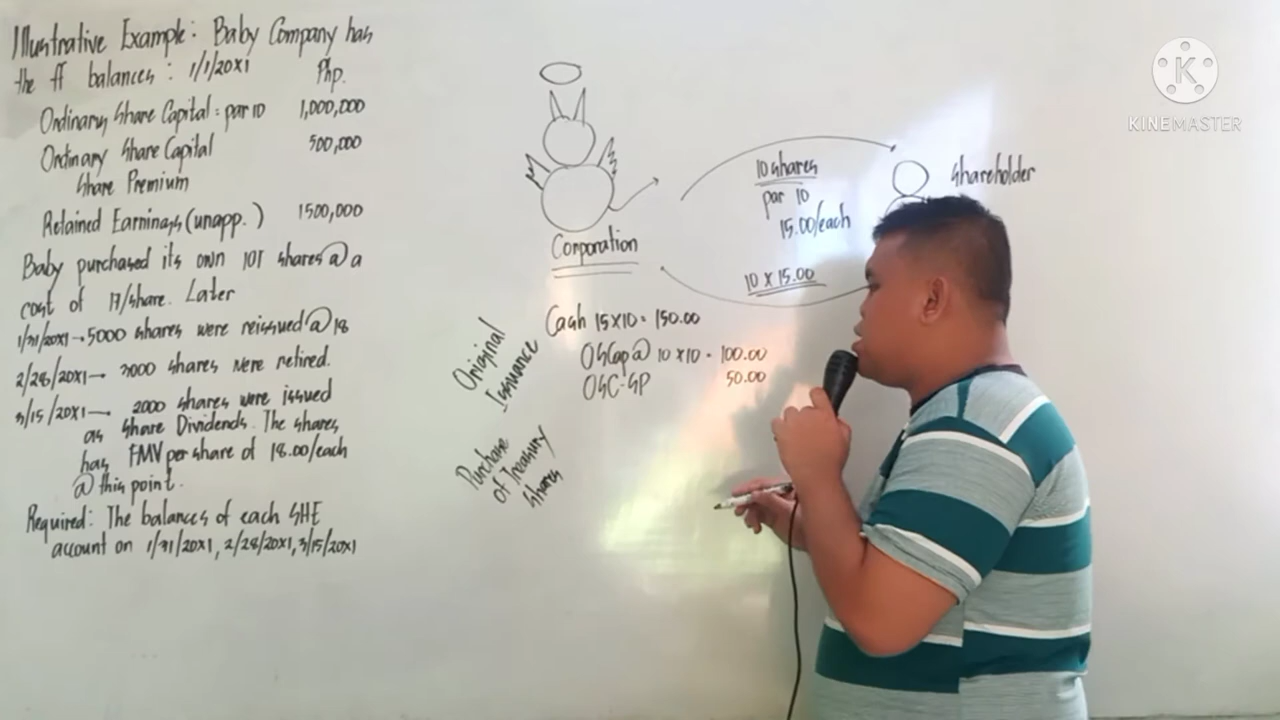 Illustrative Example: Baby Company has
the ff balances: 1/1/20x1 Php.
Ordinary Share Capital: par 10 1,000,000
Ordinary Share Capital 500,000
Share Premium
Retained Earnings (unapp.) 1500,000
Baby purchased its own 10T shares @ a
cost of 17/share. Later
1/31/20x1 → 5000 shares were reissued @ 18
2/28/20x1 — 3000 shares were retired.
3/15/20x1 — 2000 shares were issued
as Share Dividends. The shares
has FMV per share of 18.00/each
@ this point.
Required: The balances of each SHE
account on 1/31/20x1, 2/28/20x1, 3/15/20x1
Corporation
10 shares
par 10
15.00/each
Shareholder
10 x 15.00
Original
Issuance
Cash 15x10 = 150.00
OSCap @ 10x10 = 100.00
OSC-SP 50.00
Purchase
of Treasury
Shares
K
KINEMASTER